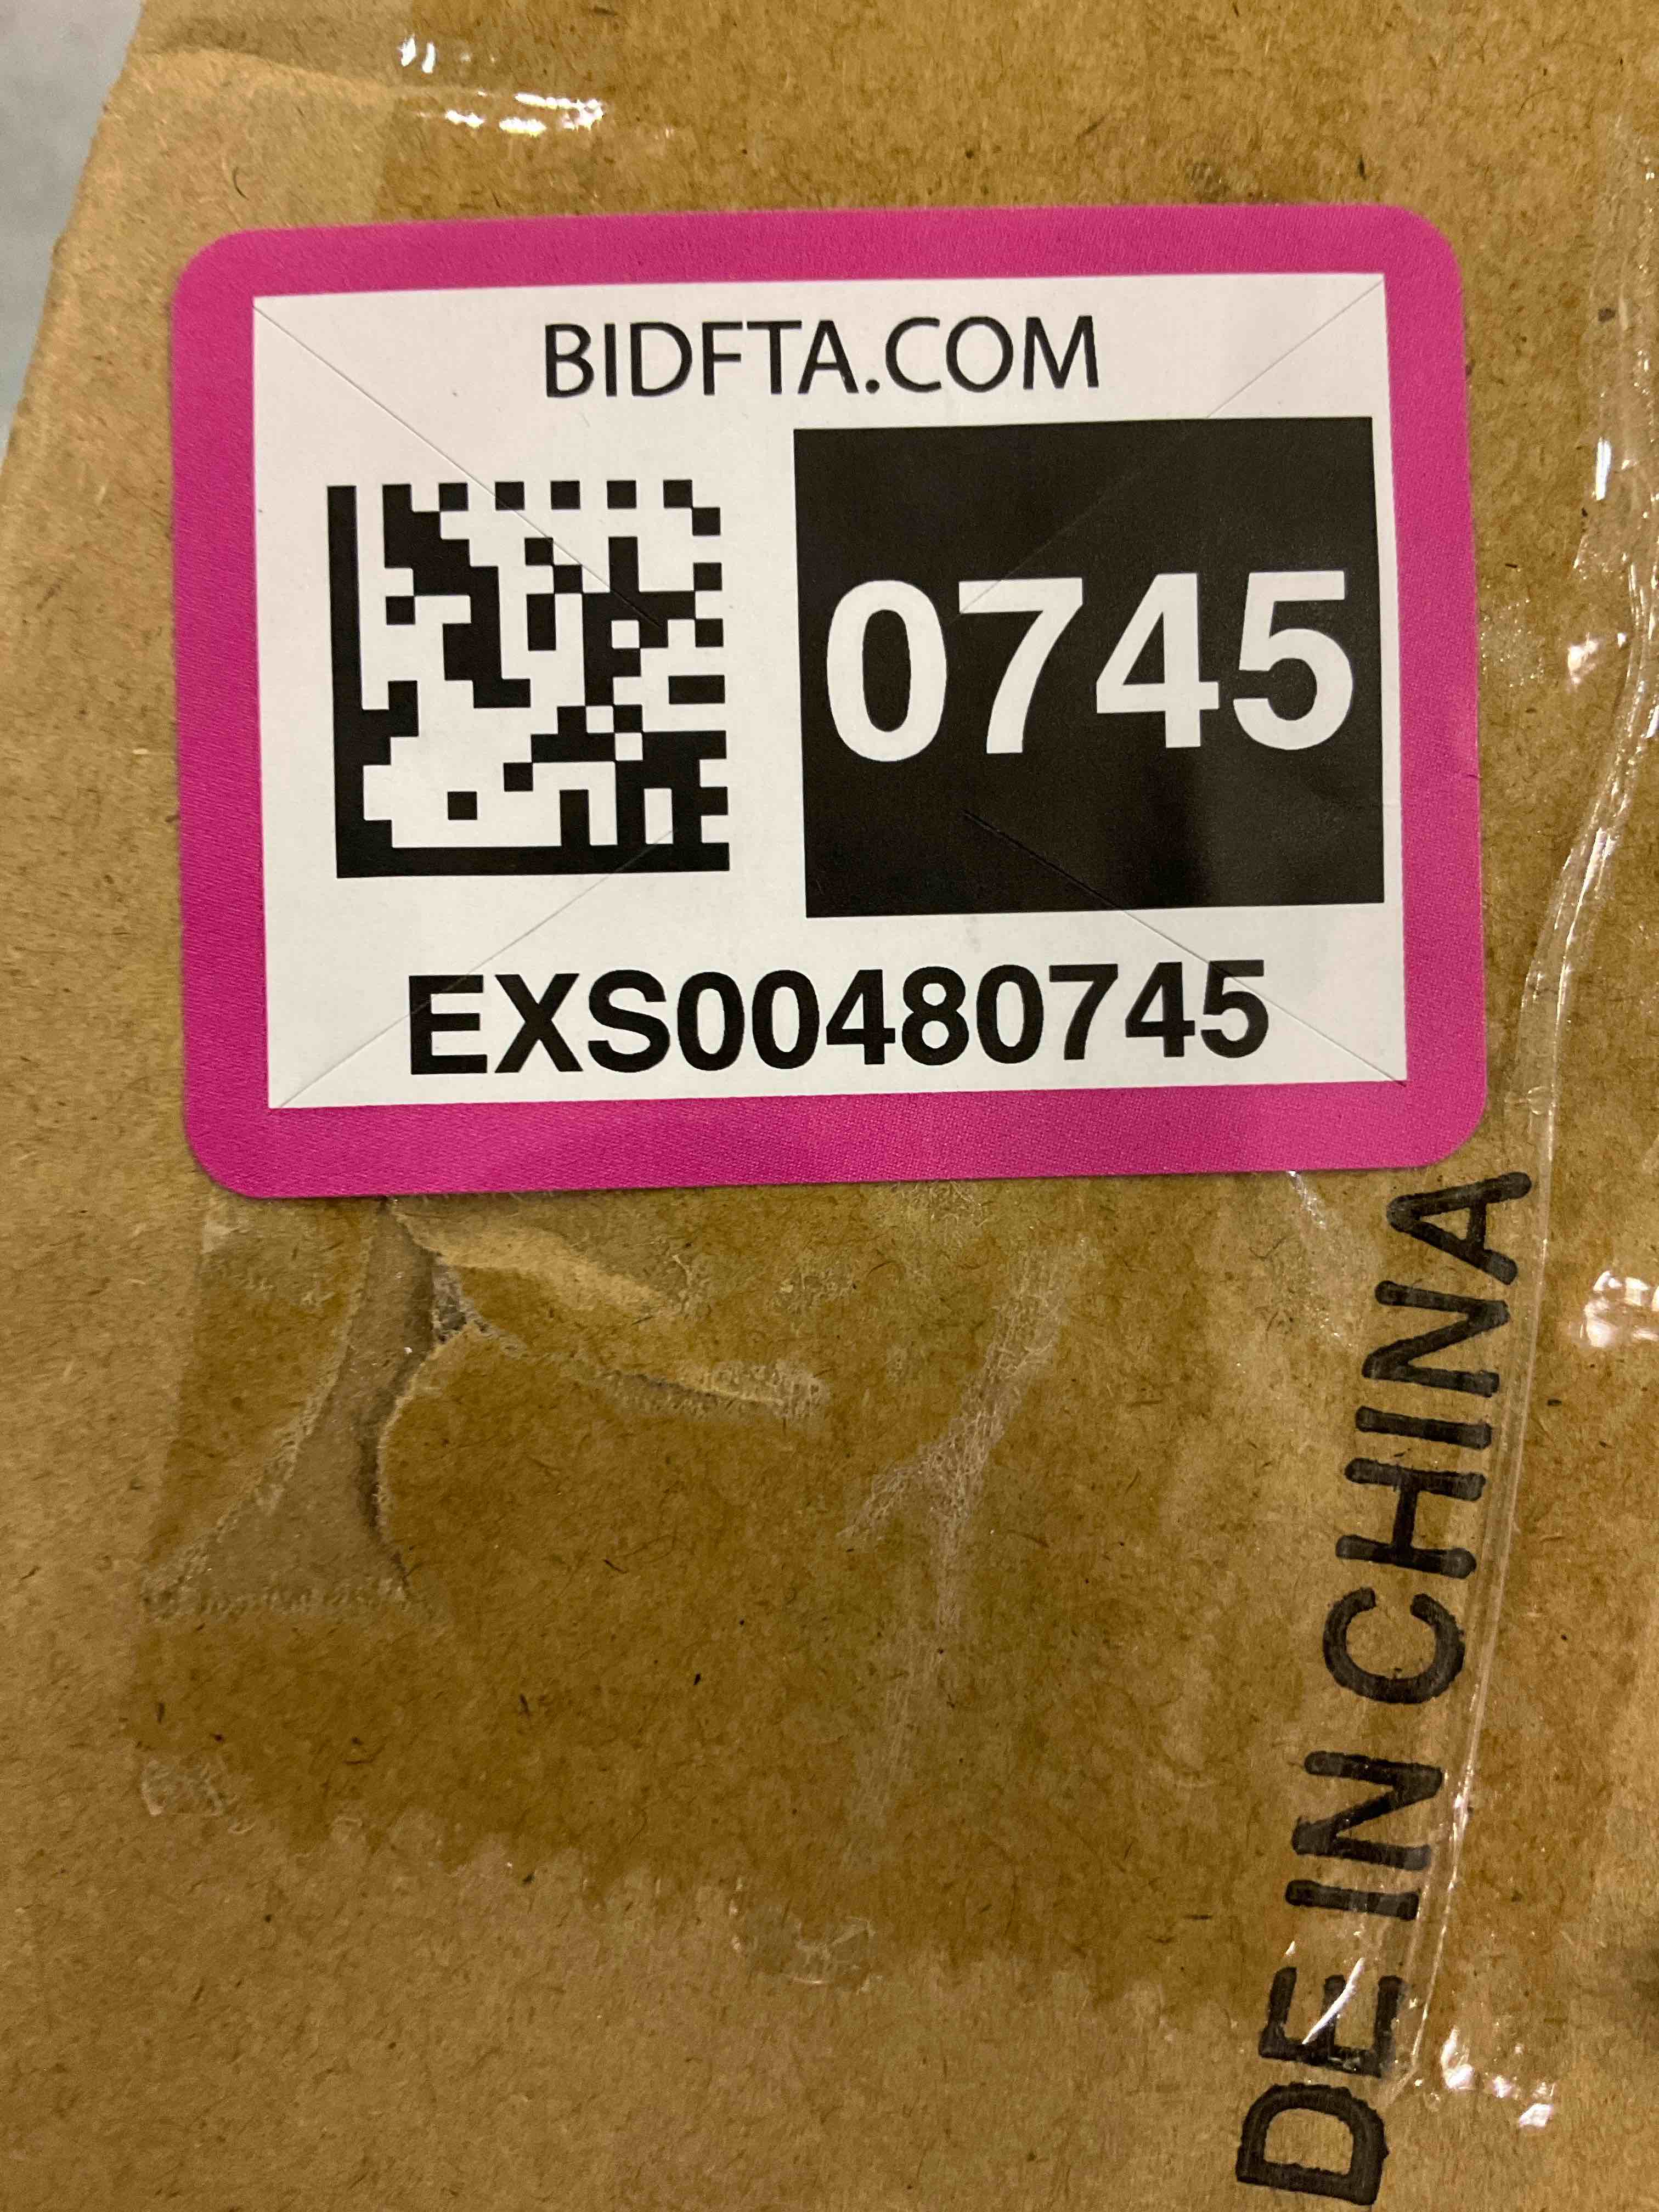 BIDFTA.COM
0745
EXS00480745
DE IN CHINA